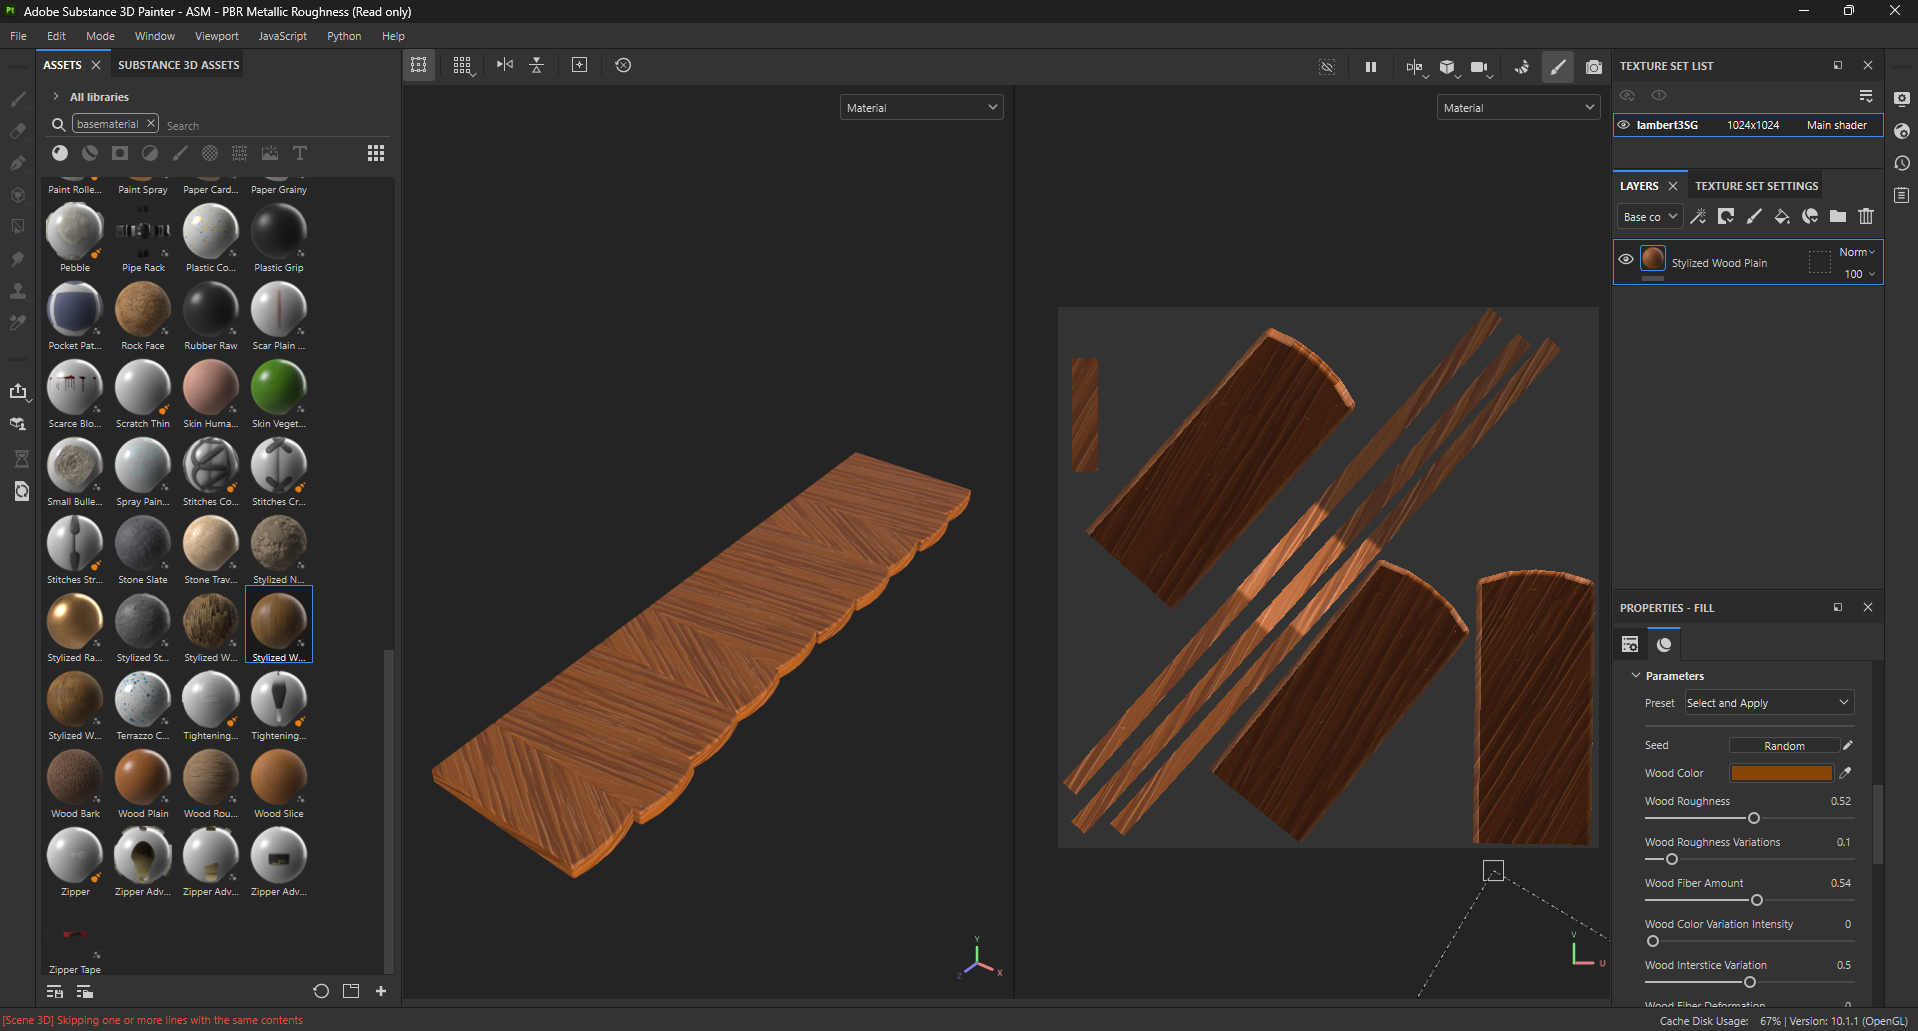 Pt Adobe Substance 3D Painter - ASM - PBR Metallic Roughness (Read only)
File Edit Mode Window Viewport JavaScript Python Help
ASSETS SUBSTANCE 3D ASSETS
All libraries
basematerial Search
Paint Rolle... Paint Spray Paper Card... Paper Grainy
Pebble Pipe Rack Plastic Co... Plastic Grip
Pocket Pat... Rock Face Rubber Raw Scar Plain ...
Scarce Blo... Scratch Thin Skin Huma... Skin Veget...
Small Bulle... Spray Pain... Stitches Co... Stitches Cr...
Stitches Str... Stone Slate Stone Trav... Stylized N...
Stylized Ra... Stylized St... Stylized W... Stylized W...
Stylized W... Terrazzo C... Tightening... Tightening...
Wood Bark Wood Plain Wood Rou... Wood Slice
Zipper Zipper Adv... Zipper Adv... Zipper Adv...
Zipper Tape
Material
Y
Z
X
Material
V
U
TEXTURE SET LIST
lambert3SG 1024x1024 Main shader
LAYERS TEXTURE SET SETTINGS
Base co
Stylized Wood Plain
Norm
100
PROPERTIES - FILL
Parameters
Preset Select and Apply
Seed Random
Wood Color
Wood Roughness 0.52
Wood Roughness Variations 0.1
Wood Fiber Amount 0.54
Wood Color Variation Intensity 0
Wood Interstice Variation 0.5
Wood Fiber Deformation 0
[Scene 3D] Skipping one or more lines with the same contents
Cache Disk Usage: 67% | Version: 10.1.1 (OpenGL)